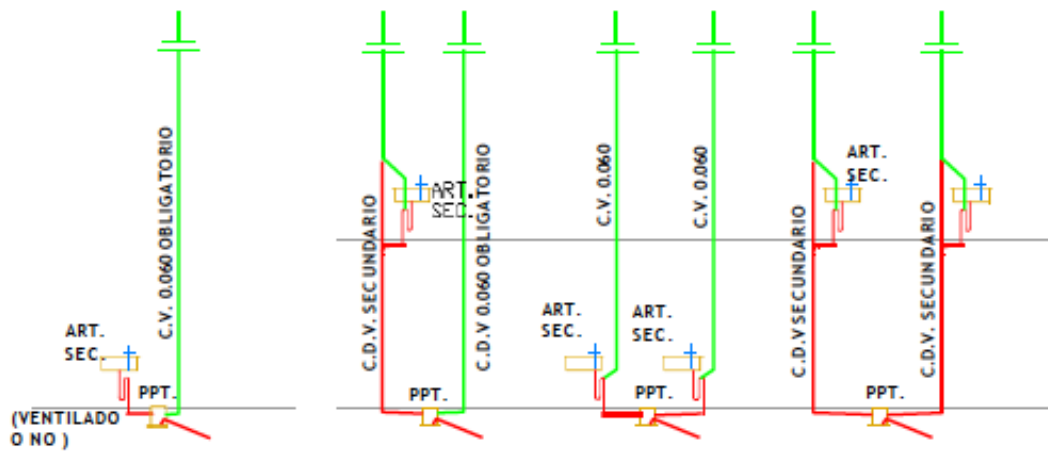 C.V. 0.060 OBLIGATORIO
ART.
SEC.
PPT.
(VENTILADO
O NO )
C.D.V. SECUNDARIO
ART.
SEC.
C.D.V 0.060 OBLIGATORIO
PPT.
C.V. 0.060
C.V. 0.060
ART.
SEC.
ART.
SEC.
PPT.
C.D.V SECUNDARIO
ART.
SEC.
C.D.V. SECUNDARIO
PPT.